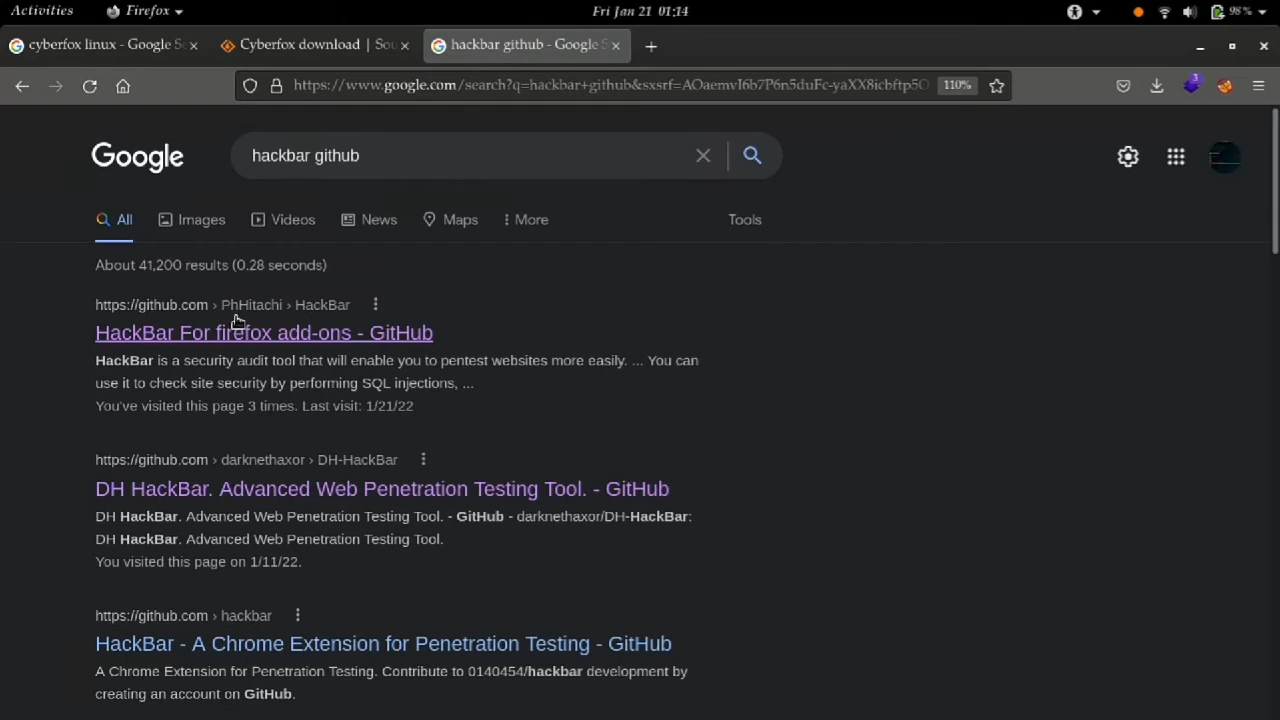 Activities Firefox Fri Jan 21 01:14 98%
cyberfox linux - Google S Cyberfox download | Sou hackbar github - Google S
https://www.google.com/search?q=hackbar+github&sxsrf= 110% 3
Google hackbar github
All Images Videos News Maps More Tools
About 41,200 results (0.28 seconds)
https://github.com › PhHitachi › HackBar
HackBar For firefox add-ons - GitHub
HackBar is a security audit tool that will enable you to pentest websites more easily. ... You can
use it to check site security by performing SQL injections, ...
You've visited this page 3 times. Last visit: 1/21/22
https://github.com › darknethaxor › DH-HackBar
DH HackBar. Advanced Web Penetration Testing Tool. - GitHub
DH HackBar. Advanced Web Penetration Testing Tool. - GitHub - darknethaxor/DH-HackBar:
DH HackBar. Advanced Web Penetration Testing Tool.
You visited this page on 1/11/22.
https://github.com › hackbar
HackBar - A Chrome Extension for Penetration Testing - GitHub
A Chrome Extension for Penetration Testing. Contribute to 0140454/hackbar development by
creating an account on GitHub.